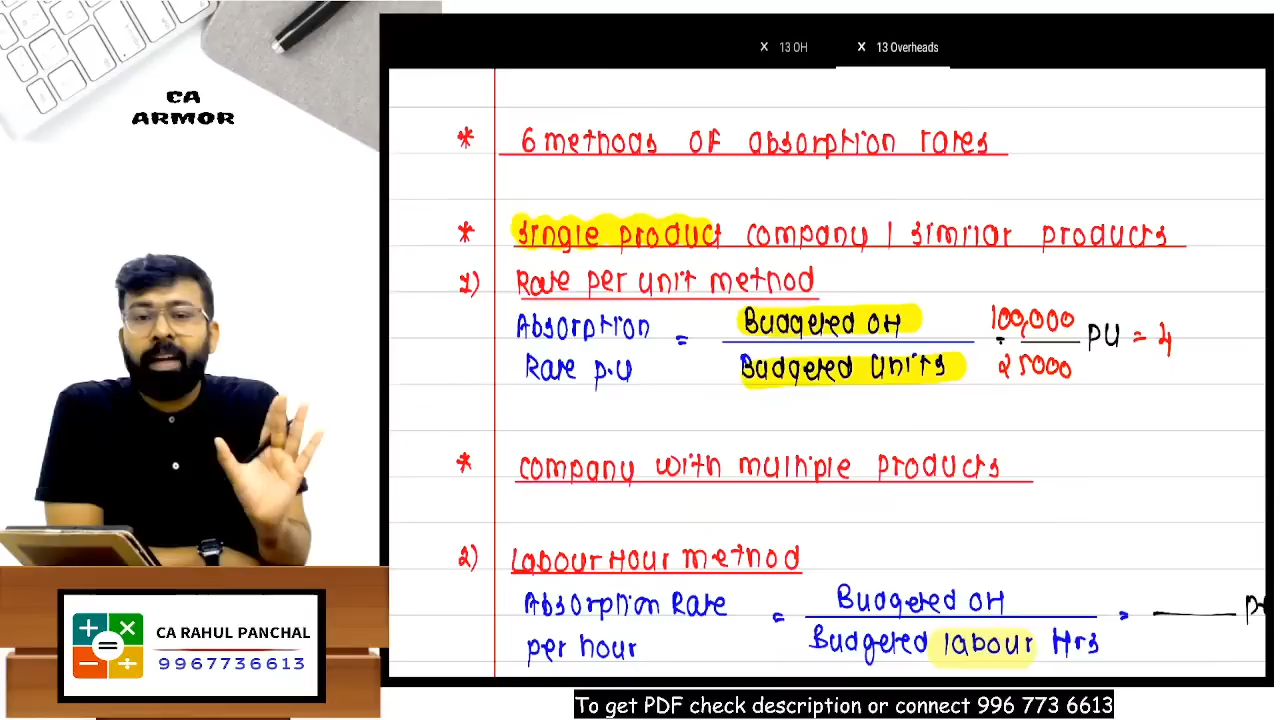 CA
ARMOR
× 13 OH × 13 Overheads
* 6 methods of absorption rates
* single product company / similar products
1) Rate per unit method
Absorption Rate p.u = Budgeted OH / Budgeted Units ÷ 100,000 / 25000 PU = 4
* company with multiple products
2) Labour Hour method
Absorption Rate per hour = Budgeted OH / Budgeted labour Hrs =
CA RAHUL PANCHAL
9967736613
To get PDF check description or connect 996 773 6613